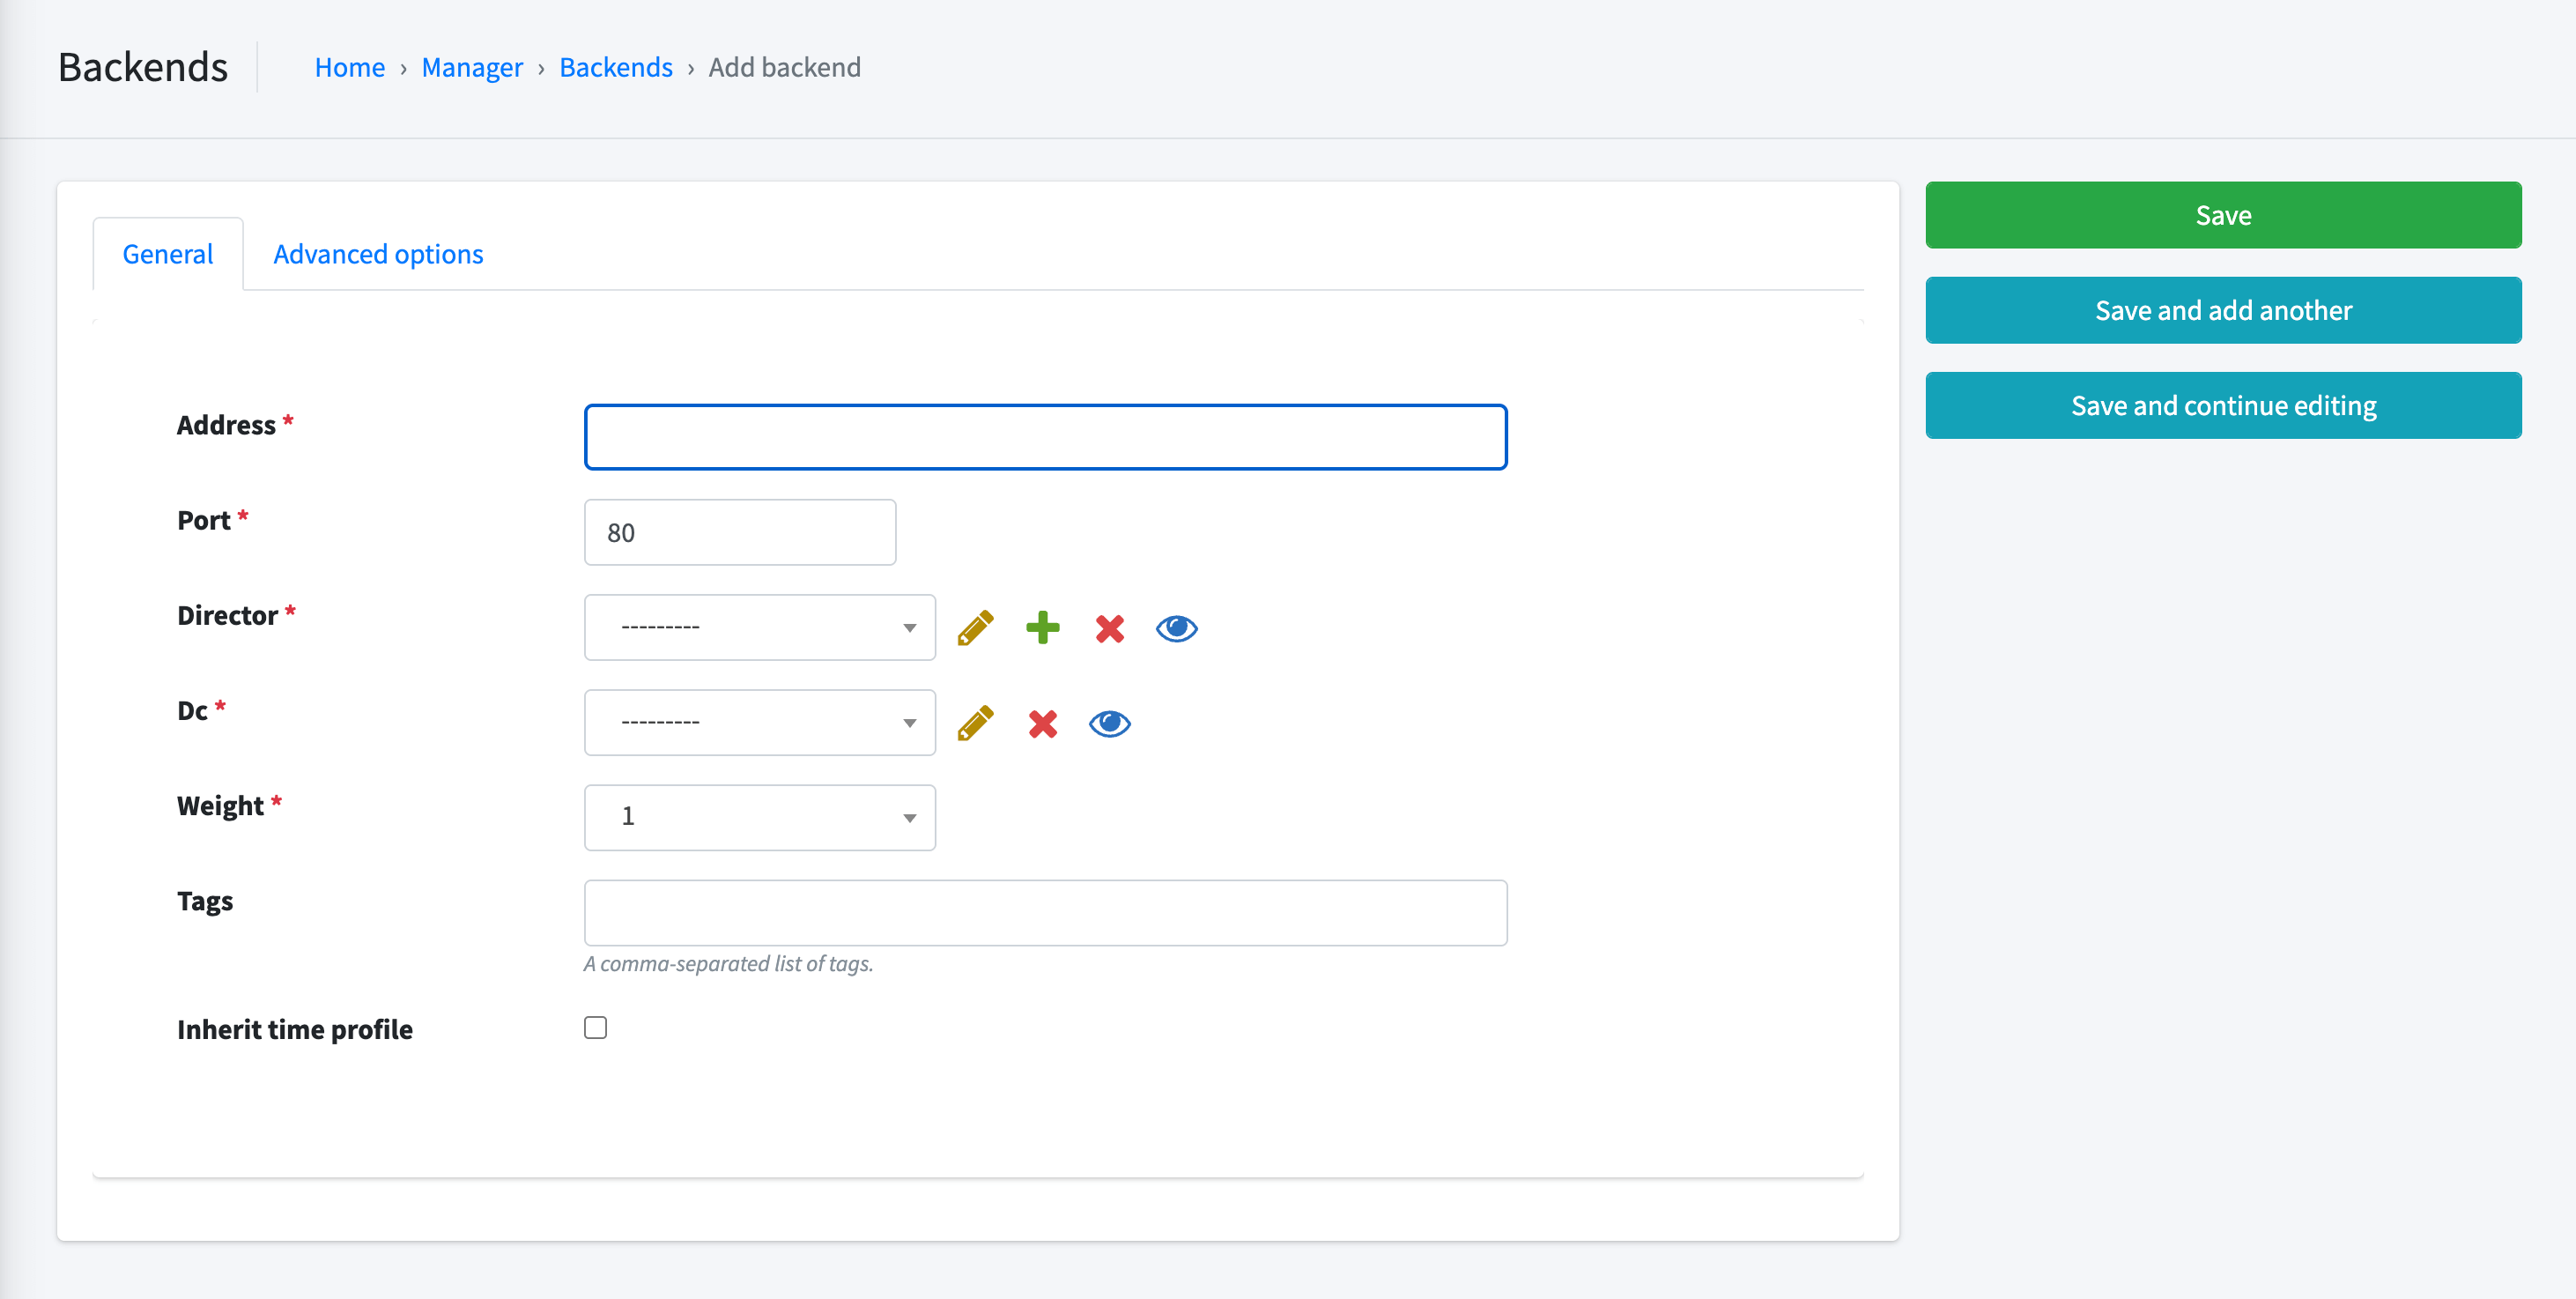 Backends
Home › Manager › Backends › Add backend
General Advanced options
Save
Save and add another
Save and continue editing
Address *
Port * 80
Director * ---------
Dc * ---------
Weight * 1
Tags
A comma-separated list of tags.
Inherit time profile